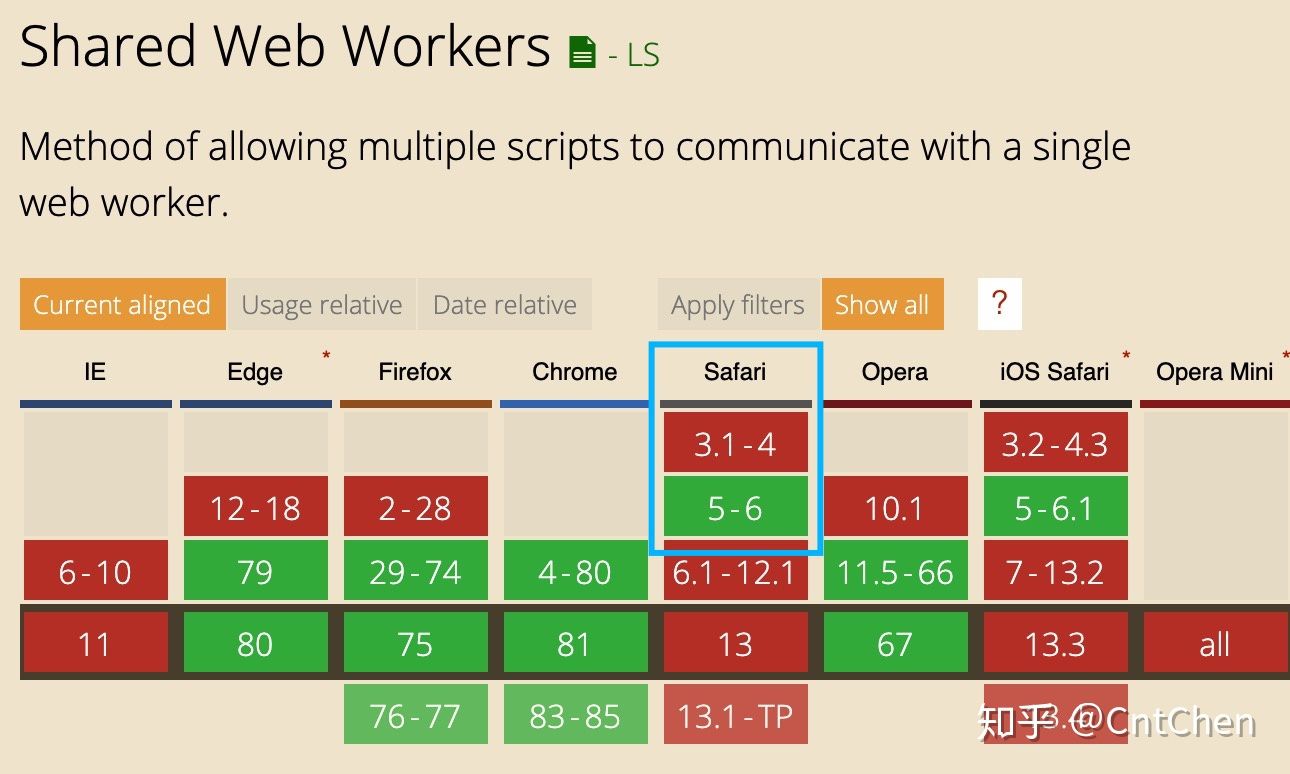 Shared Web Workers - LS
Method of allowing multiple scripts to communicate with a single
web worker.
Current aligned Usage relative Date relative Apply filters Show all ?
IE Edge * Firefox Chrome Safari Opera iOS Safari * Opera Mini *
3.1-4 3.2-4.3
12-18 2-28 5-6 10.1 5-6.1
6-10 79 29-74 4-80 6.1-12.1 11.5-66 7-13.2
11 80 75 81 13 67 13.3 all
76-77 83-85 13.1-TP
知乎 @CntChen